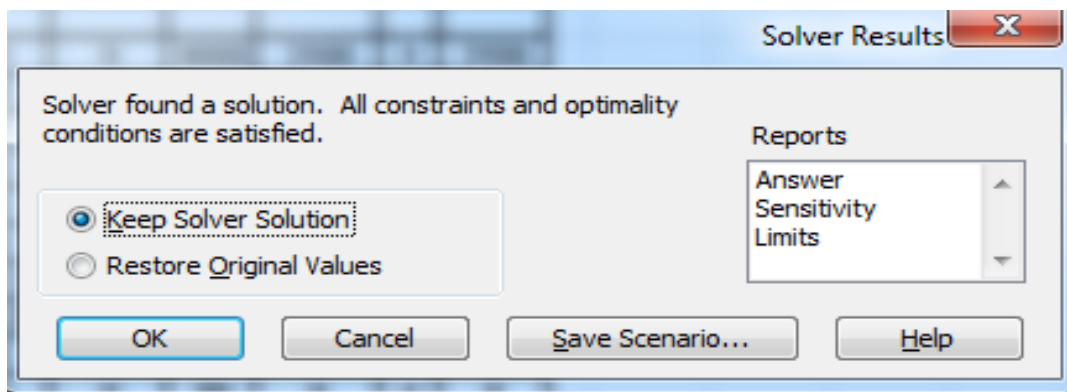 Solver Results
Solver found a solution.  All constraints and optimality
conditions are satisfied.
Reports
Answer
Sensitivity
Limits
Keep Solver Solution
Restore Original Values
OK
Cancel
Save Scenario...
Help